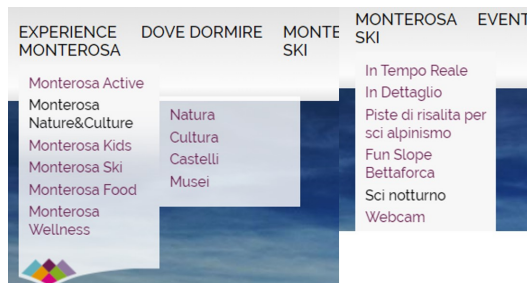 EXPERIENCE
MONTEROSA
DOVE DORMIRE
MONTE
SKI
Monterosa Active
Monterosa
Nature&Culture
Monterosa Kids
Monterosa Ski
Monterosa Food
Monterosa
Wellness
Natura
Cultura
Castelli
Musei
MONTEROSA
SKI
EVENT
In Tempo Reale
In Dettaglio
Piste di risalita per
sci alpinismo
Fun Slope
Bettaforca
Sci notturno
Webcam